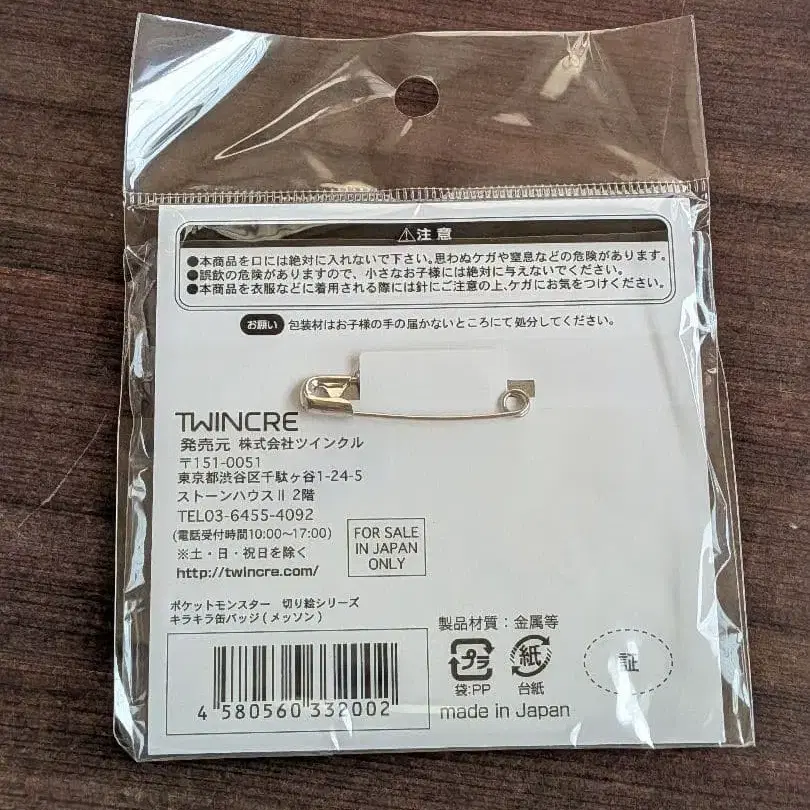 ⚠注意
●本商品を口には絶対に入れないで下さい。思わぬケガや窒息などの危険があります。
●誤飲の危険がありますので、小さなお子様には絶対に与えないでください。
●本商品を衣服などに着用される際には針にご注意の上、ケガにお気をつけください。
お願い 包装材はお子様の手の届かないところにて処分してください。
TWINCRE
発売元 株式会社ツインクル
〒151-0051
東京都渋谷区千駄ヶ谷1-24-5
ストーンハウスⅡ 2階
TEL03-6455-4092
(電話受付時間10:00〜17:00)
※土・日・祝日を除く
http://twincre.com/
FOR SALE
IN JAPAN
ONLY
ポケットモンスター 切り絵シリーズ
キラキラ缶バッジ(メッソン)
4 580560 332002
製品材質：金属等
プラ
袋:PP
紙
台紙
証
made in Japan